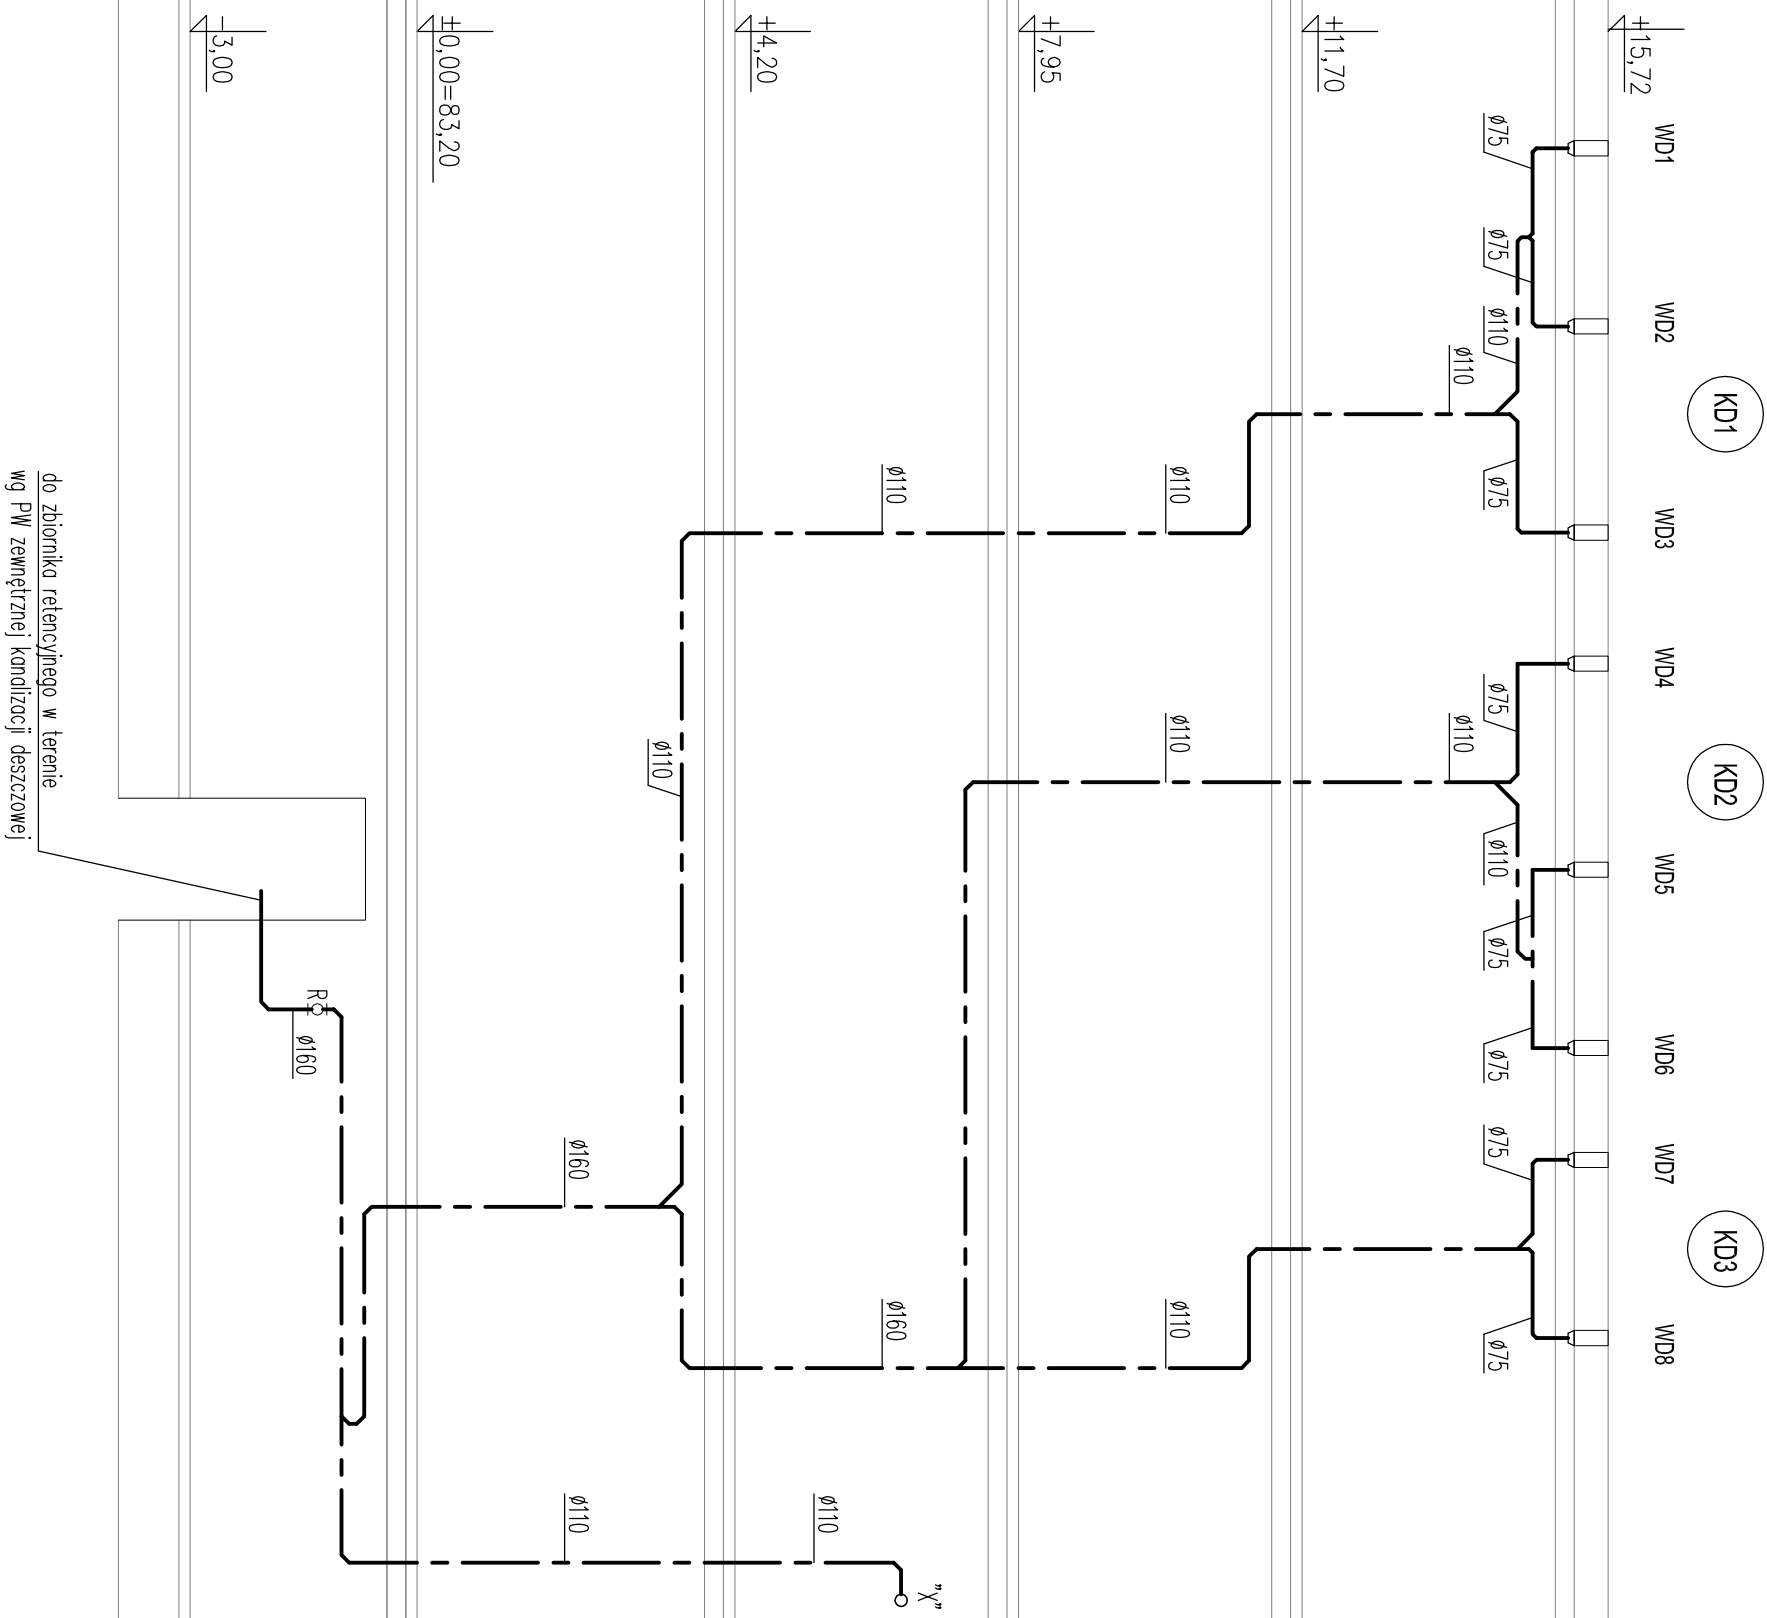 KD1
KD2
KD3
WD1
WD2
WD3
WD4
WD5
WD6
WD7
WD8
+15,72
ø75
ø75
ø110
ø110
ø75
ø75
ø110
ø110
ø75
ø75
ø75
ø75
+11,70
ø110
ø110
ø110
+7,95
ø110
ø160
"X"
ø110
+4,20
ø110
ø160
ø110
±0,00=83,20
R
ø160
-3,00
do zbiornika retencyjnego w terenie
wg PW zewnętrznej kanalizacji deszczowej